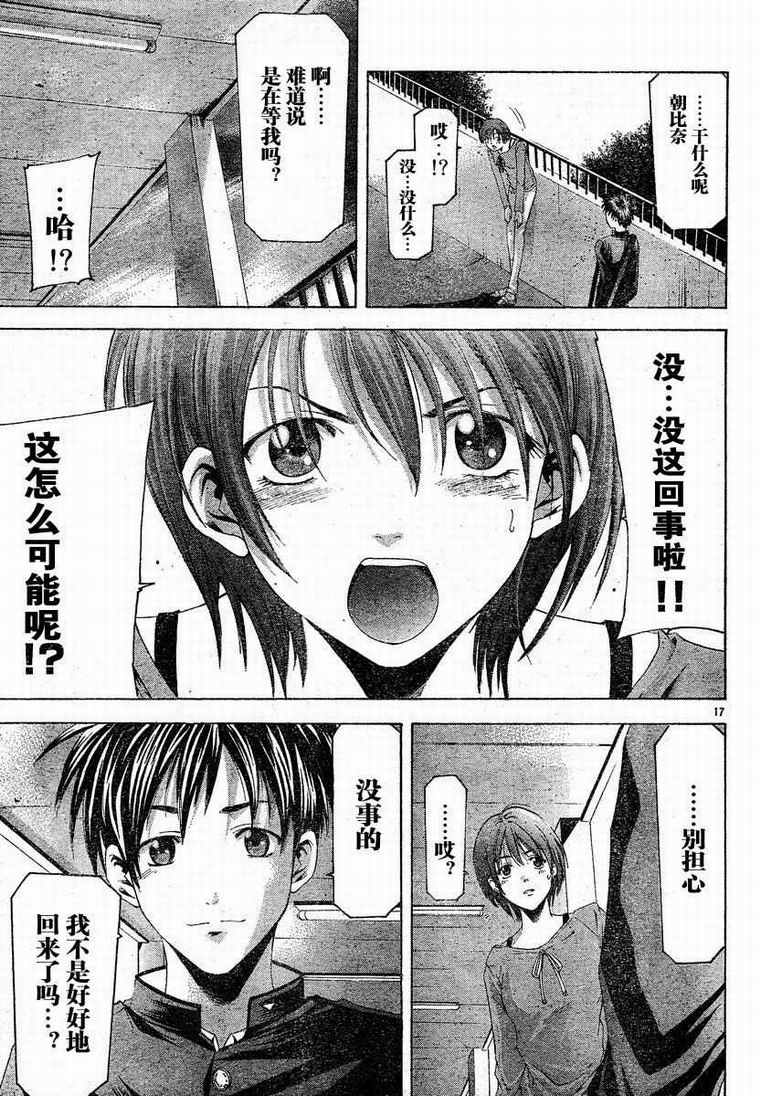 ……干什么呢
朝比奈
哎‥!?
没…没什么…
啊……
难道说
是在等我吗?
…哈!?
没…没这回事啦!!
这怎么可能呢!?
17
……别担心
……哎?
没事的
我不是好好地
回来了吗…?